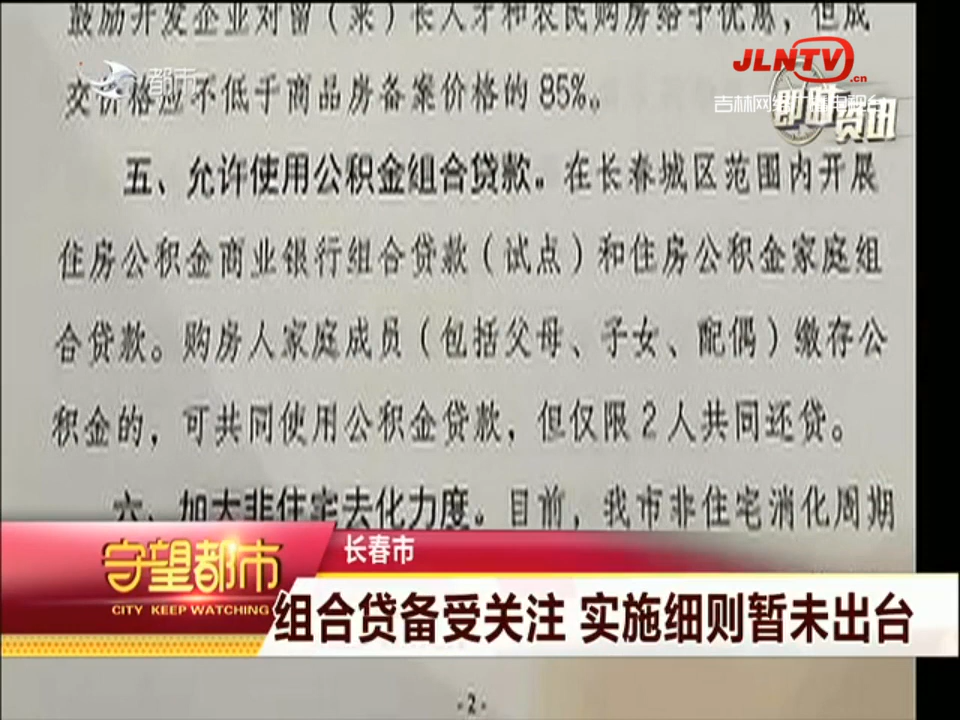 鼓励开发企业对留（来）长人才和农民购房给予优惠，但成
交价格应不低于商品房备案价格的85%。
都市
JLNTV.cn
吉林网络广播电视台
即时资讯
五、允许使用公积金组合贷款。在长春城区范围内开展
住房公积金商业银行组合贷款（试点）和住房公积金家庭组
合贷款。购房人家庭成员（包括父母、子女、配偶）缴存公
积金的，可共同使用公积金贷款，但仅限2人共同还贷。
六、加大非住宅去化力度。目前，我市非住宅消化周期
守望都市
CITY KEEP WATCHING
长春市
组合贷备受关注 实施细则暂未出台
-2-